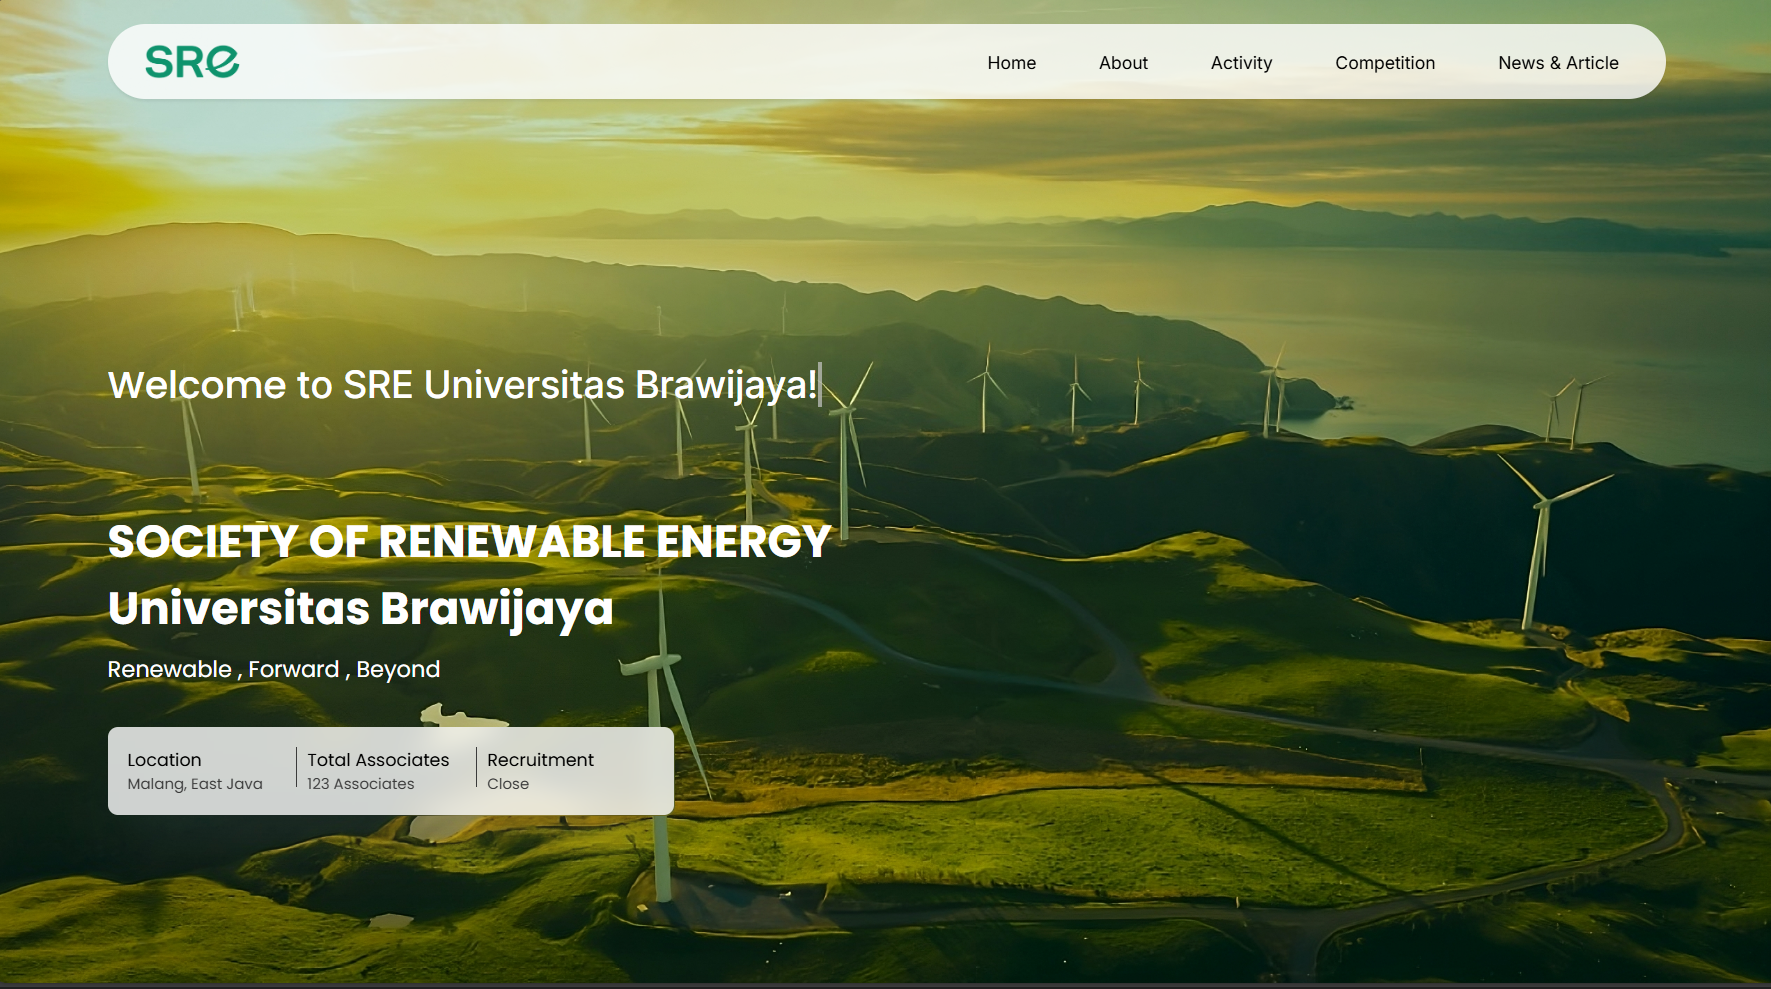 SRE
Home About Activity Competition News & Article
Welcome to SRE Universitas Brawijaya!
SOCIETY OF RENEWABLE ENERGY
Universitas Brawijaya
Renewable , Forward , Beyond
Location Total Associates Recruitment
Malang, East Java 123 Associates Close